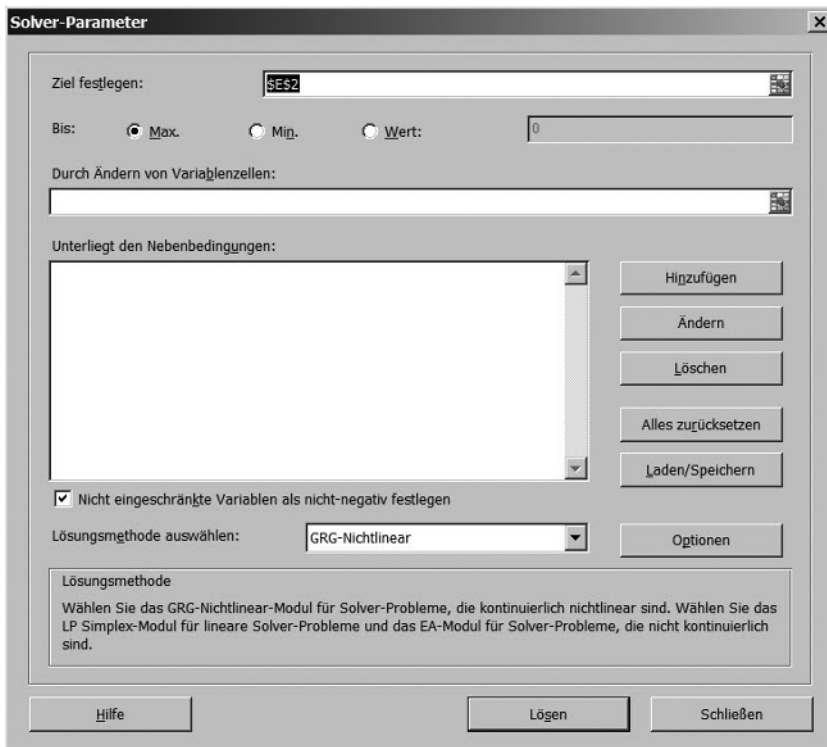 Solver-Parameter
Ziel festlegen:
$E$2
Bis:
Max.
Min.
Wert:
0
Durch Ändern von Variablenzellen:
Unterliegt den Nebenbedingungen:
Hinzufügen
Ändern
Löschen
Alles zurücksetzen
Laden/Speichern
Nicht eingeschränkte Variablen als nicht-negativ festlegen
Lösungsmethode auswählen:
GRG-Nichtlinear
Optionen
Lösungsmethode
Wählen Sie das GRG-Nichtlinear-Modul für Solver-Probleme, die kontinuierlich nichtlinear sind. Wählen Sie das
LP Simplex-Modul für lineare Solver-Probleme und das EA-Modul für Solver-Probleme, die nicht kontinuierlich
sind.
Hilfe
Lösen
Schließen